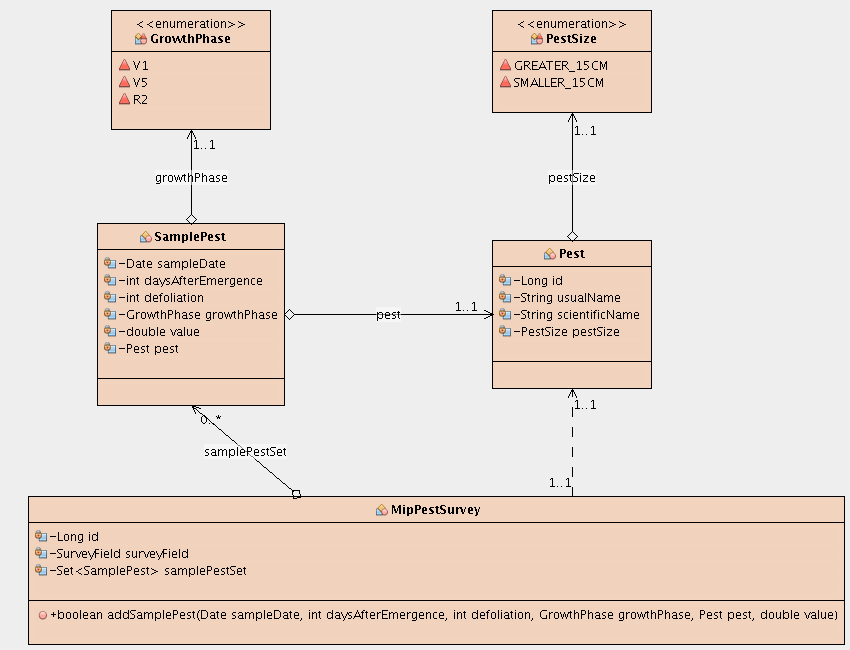 <<enumeration>>
GrowthPhase
V1
V5
R2
<<enumeration>>
PestSize
GREATER_15CM
SMALLER_15CM
1..1
growthPhase
1..1
pestSize
SamplePest
-Date sampleDate
-int daysAfterEmergence
-int defoliation
-GrowthPhase growthPhase
-double value
-Pest pest
pest
1..1
Pest
-Long id
-String usualName
-String scientificName
-PestSize pestSize
0..*
samplePestSet
1..1
1..1
MipPestSurvey
-Long id
-SurveyField surveyField
-Set<SamplePest> samplePestSet
+boolean addSamplePest(Date sampleDate, int daysAfterEmergence, int defoliation, GrowthPhase growthPhase, Pest pest, double value)